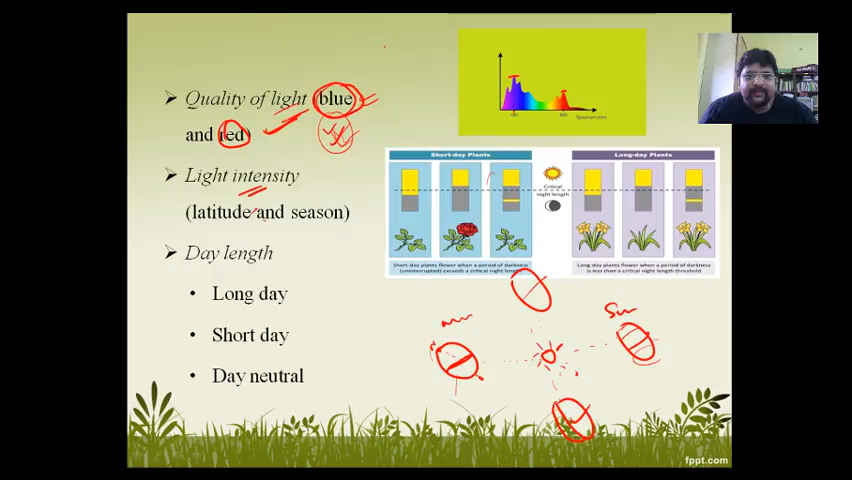 Quality of light (blue
and red)
Light intensity
(latitude and season)
Day length
Long day
Short day
Day neutral
Short-day Plants
Critical
night length
Long-day Plants
Short-day plants flower when a period of darkness
(uninterrupted) exceeds a critical night length
Long day plants flower when a period of darkness
is less than a critical night length threshold
fppt.com